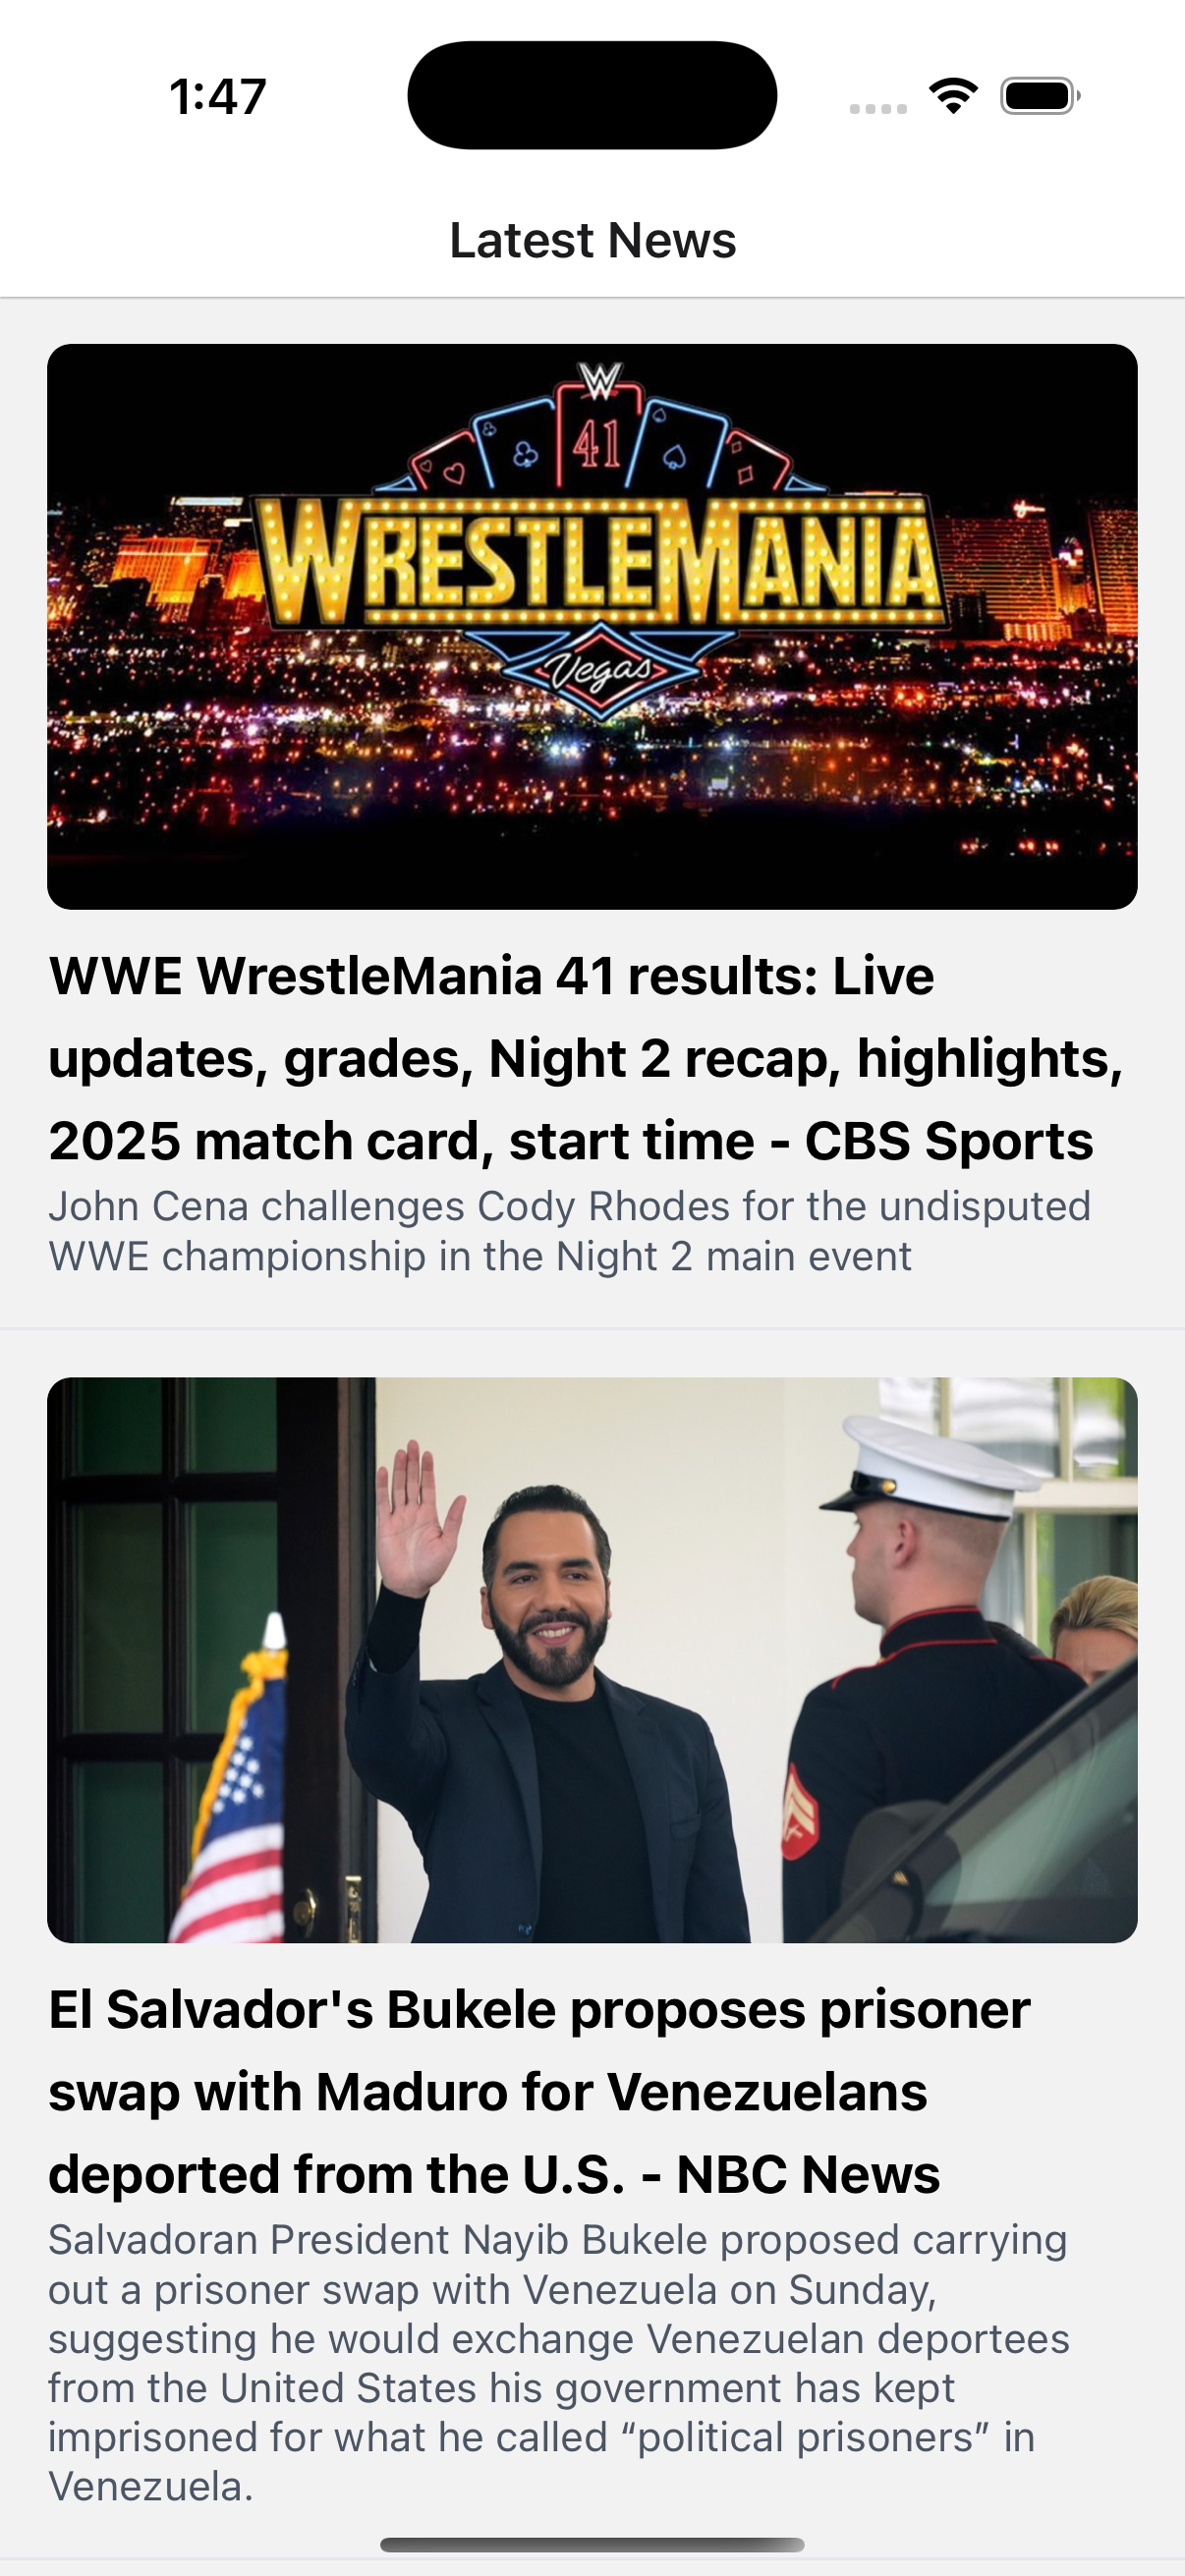 1:47
Latest News
W
41
WRESTLEMANIA
Vegas
WWE WrestleMania 41 results: Live
updates, grades, Night 2 recap, highlights,
2025 match card, start time - CBS Sports
John Cena challenges Cody Rhodes for the undisputed
WWE championship in the Night 2 main event
El Salvador's Bukele proposes prisoner
swap with Maduro for Venezuelans
deported from the U.S. - NBC News
Salvadoran President Nayib Bukele proposed carrying
out a prisoner swap with Venezuela on Sunday,
suggesting he would exchange Venezuelan deportees
from the United States his government has kept
imprisoned for what he called “political prisoners” in
Venezuela.